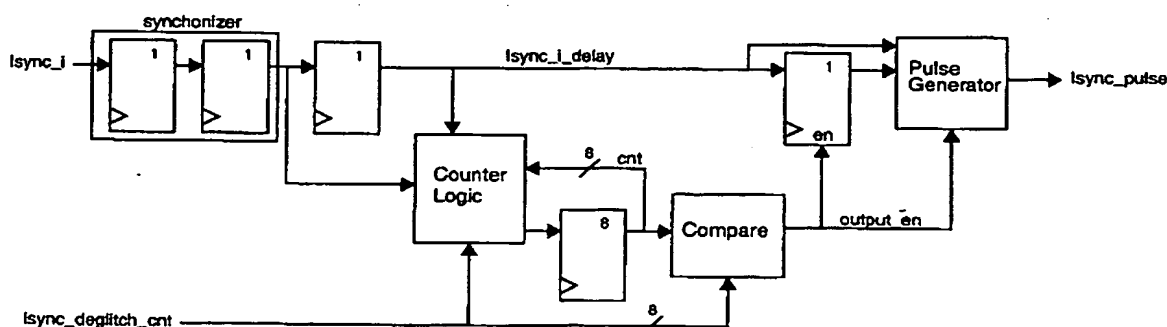 synchonizer
1
1
1
lsync_i
lsync_i_delay
1
en
Pulse
Generator
lsync_pulse
8
cnt
Counter
Logic
8
Compare
output_en
lsync_deglitch_cnt
8